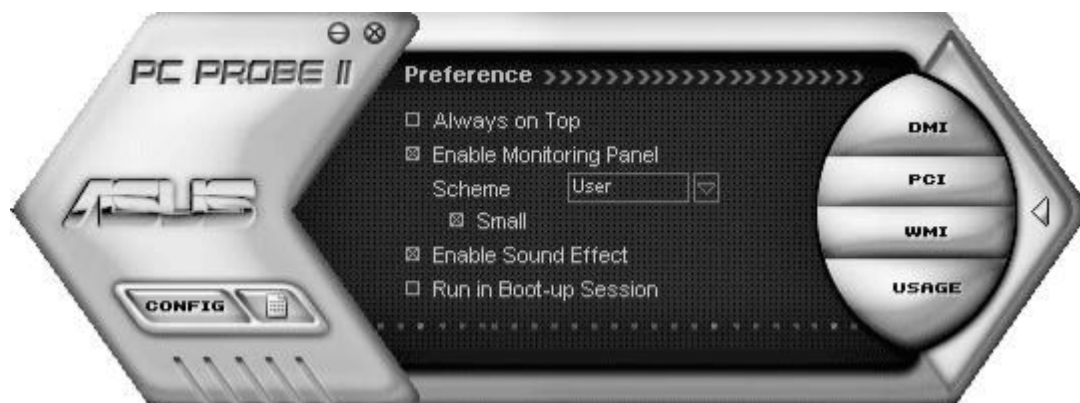 PC PROBE II
ASUS
CONFIG
Preference
Always on Top
Enable Monitoring Panel
Scheme User
Small
Enable Sound Effect
Run in Boot-up Session
DMI
PCI
WMI
USAGE